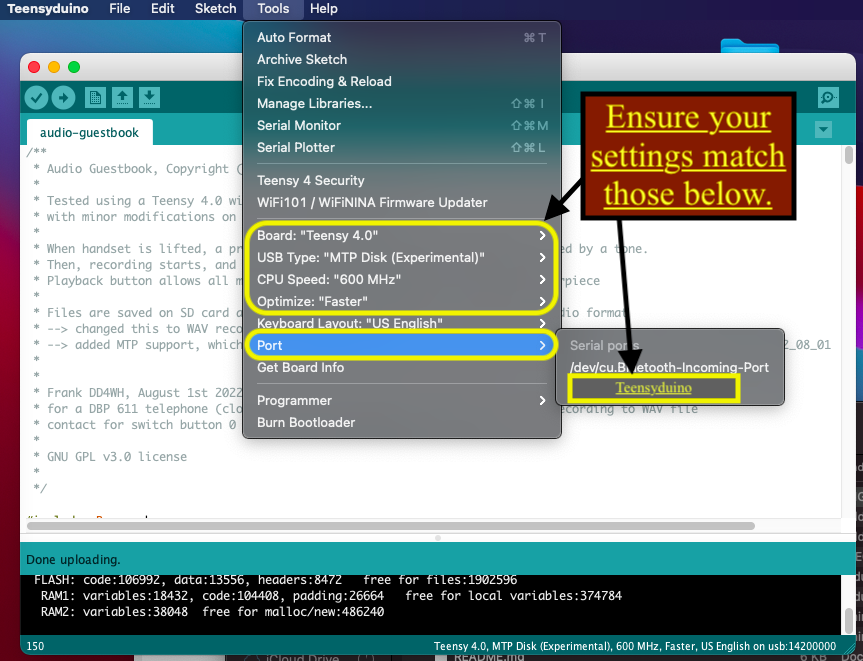 Teensyduino File Edit Sketch Tools Help
Auto Format ⌘ T
Archive Sketch
Fix Encoding & Reload
Manage Libraries... ⇧⌘ I
Serial Monitor ⇧⌘ M
Serial Plotter ⇧⌘ L
Teensy 4 Security
WiFi101 / WiFiNINA Firmware Updater
Board: "Teensy 4.0"
USB Type: "MTP Disk (Experimental)"
CPU Speed: "600 MHz"
Optimize: "Faster"
Keyboard Layout: "US English"
Port
Get Board Info
Programmer
Burn Bootloader
Ensure your
settings match
those below.
Serial ports
/dev/cu.Bluetooth-Incoming-Port
Teensyduino
audio-guestbook
/**
* Audio Guestbook, Copyright (
*
* Tested using a Teensy 4.0 wi
* with minor modifications on
*
* When handset is lifted, a pr ed by a tone.
* Then, recording starts, and
* Playback button allows all m piece
*
* Files are saved on SD card a dio format
* --> changed this to WAV reco
* --> added MTP support, which 2_08_01
*
*
* Frank DD4WH, August 1st 2022
* for a DBP 611 telephone (clo ecording to WAV file
* contact for switch button 0
*
* GNU GPL v3.0 license
*
*/
Done uploading.
FLASH: code:106992, data:13556, headers:8472 free for files:1902596
RAM1: variables:18432, code:104408, padding:26664 free for local variables:374784
RAM2: variables:38048 free for malloc/new:486240
150 Teensy 4.0, MTP Disk (Experimental), 600 MHz, Faster, US English on usb:14200000
iCloud Drive README.md 6 KB Doc